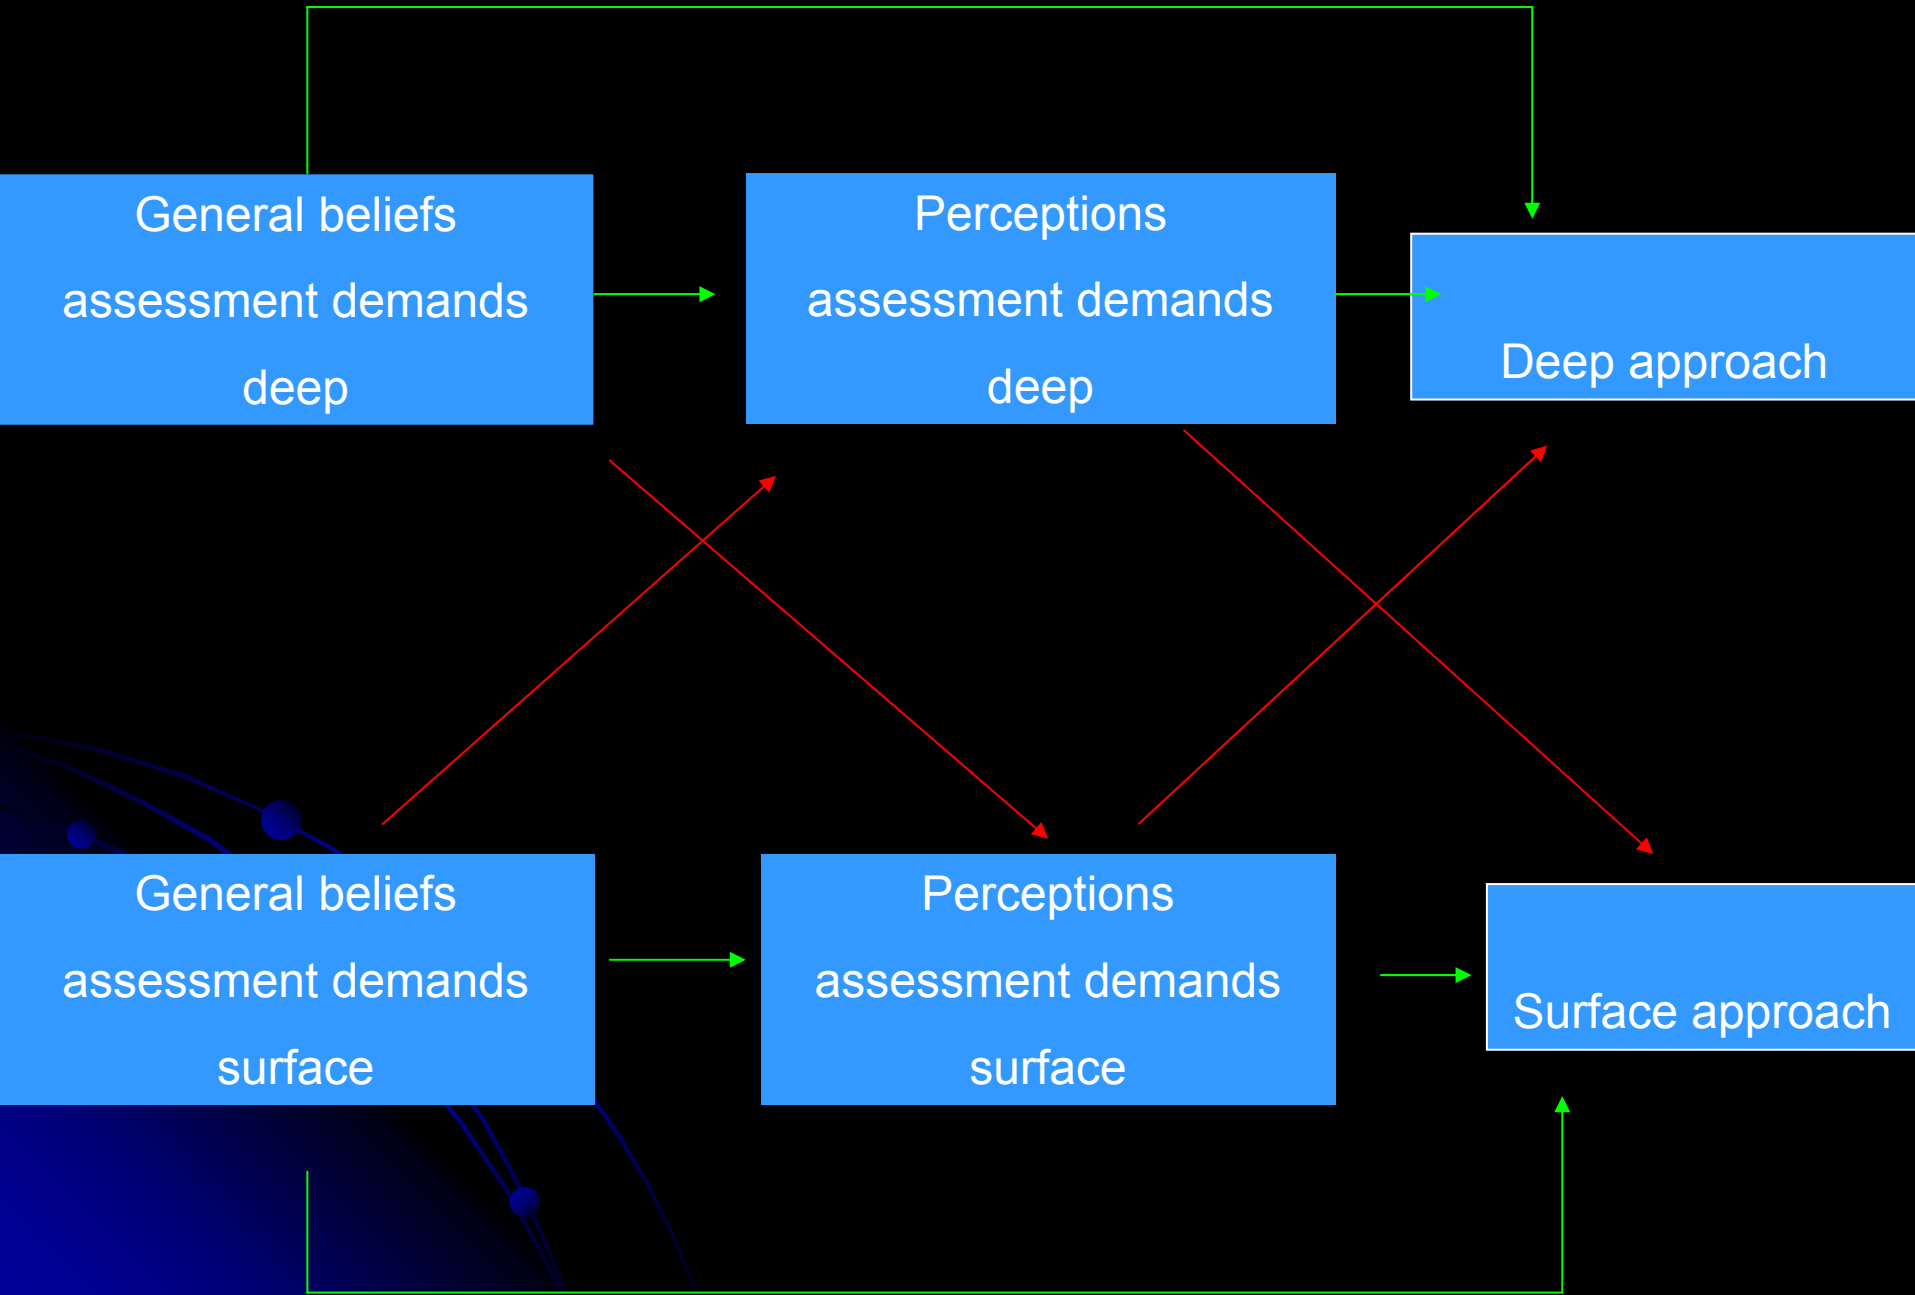 General beliefs
assessment demands
deep
Perceptions
assessment demands
deep
Deep approach
General beliefs
assessment demands
surface
Perceptions
assessment demands
surface
Surface approach